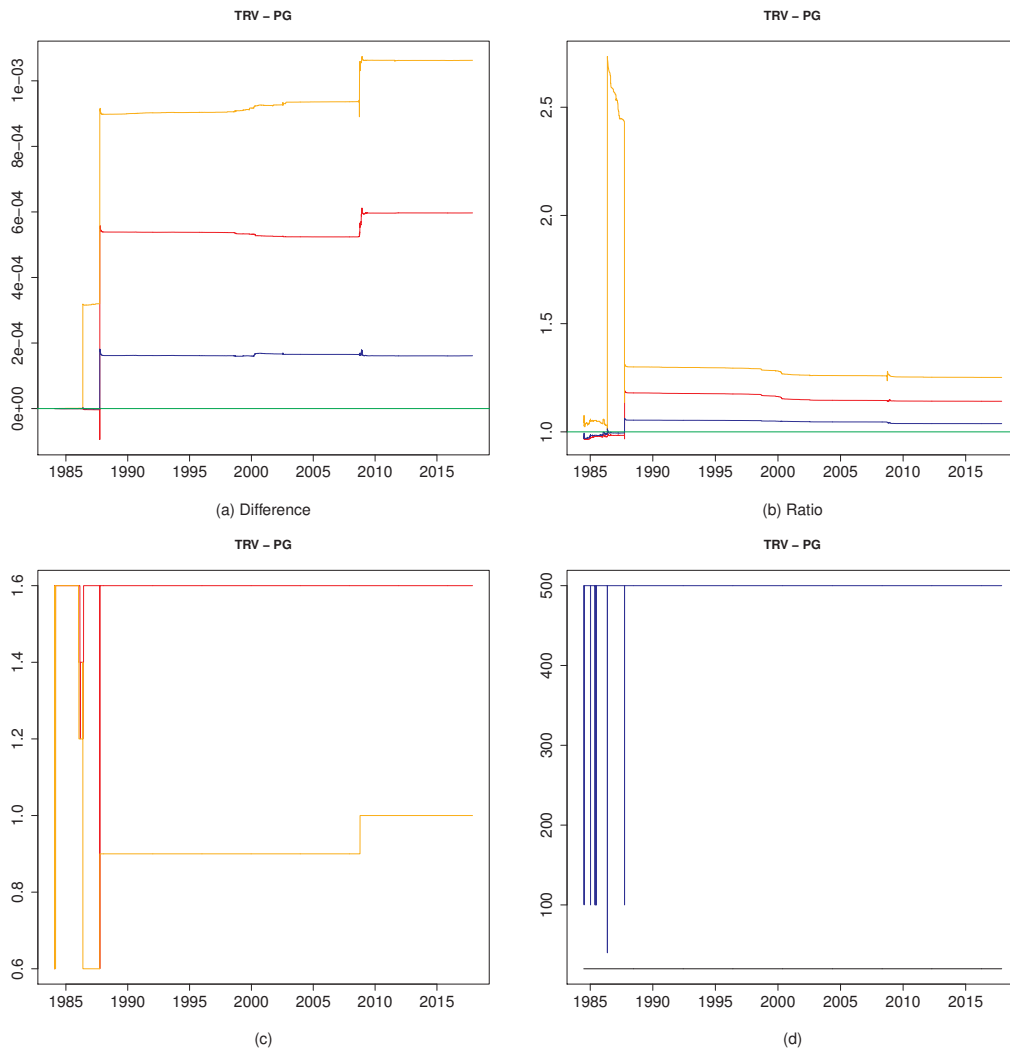 TRV − PG
1e−03
8e−04
6e−04
4e−04
2e−04
0e+00
1985 1990 1995 2000 2005 2010 2015
(a) Difference
TRV − PG
2.5
2.0
1.5
1.0
1985 1990 1995 2000 2005 2010 2015
(b) Ratio
TRV − PG
1.6
1.4
1.2
1.0
0.8
0.6
1985 1990 1995 2000 2005 2010 2015
(c)
TRV − PG
500
400
300
200
100
1985 1990 1995 2000 2005 2010 2015
(d)